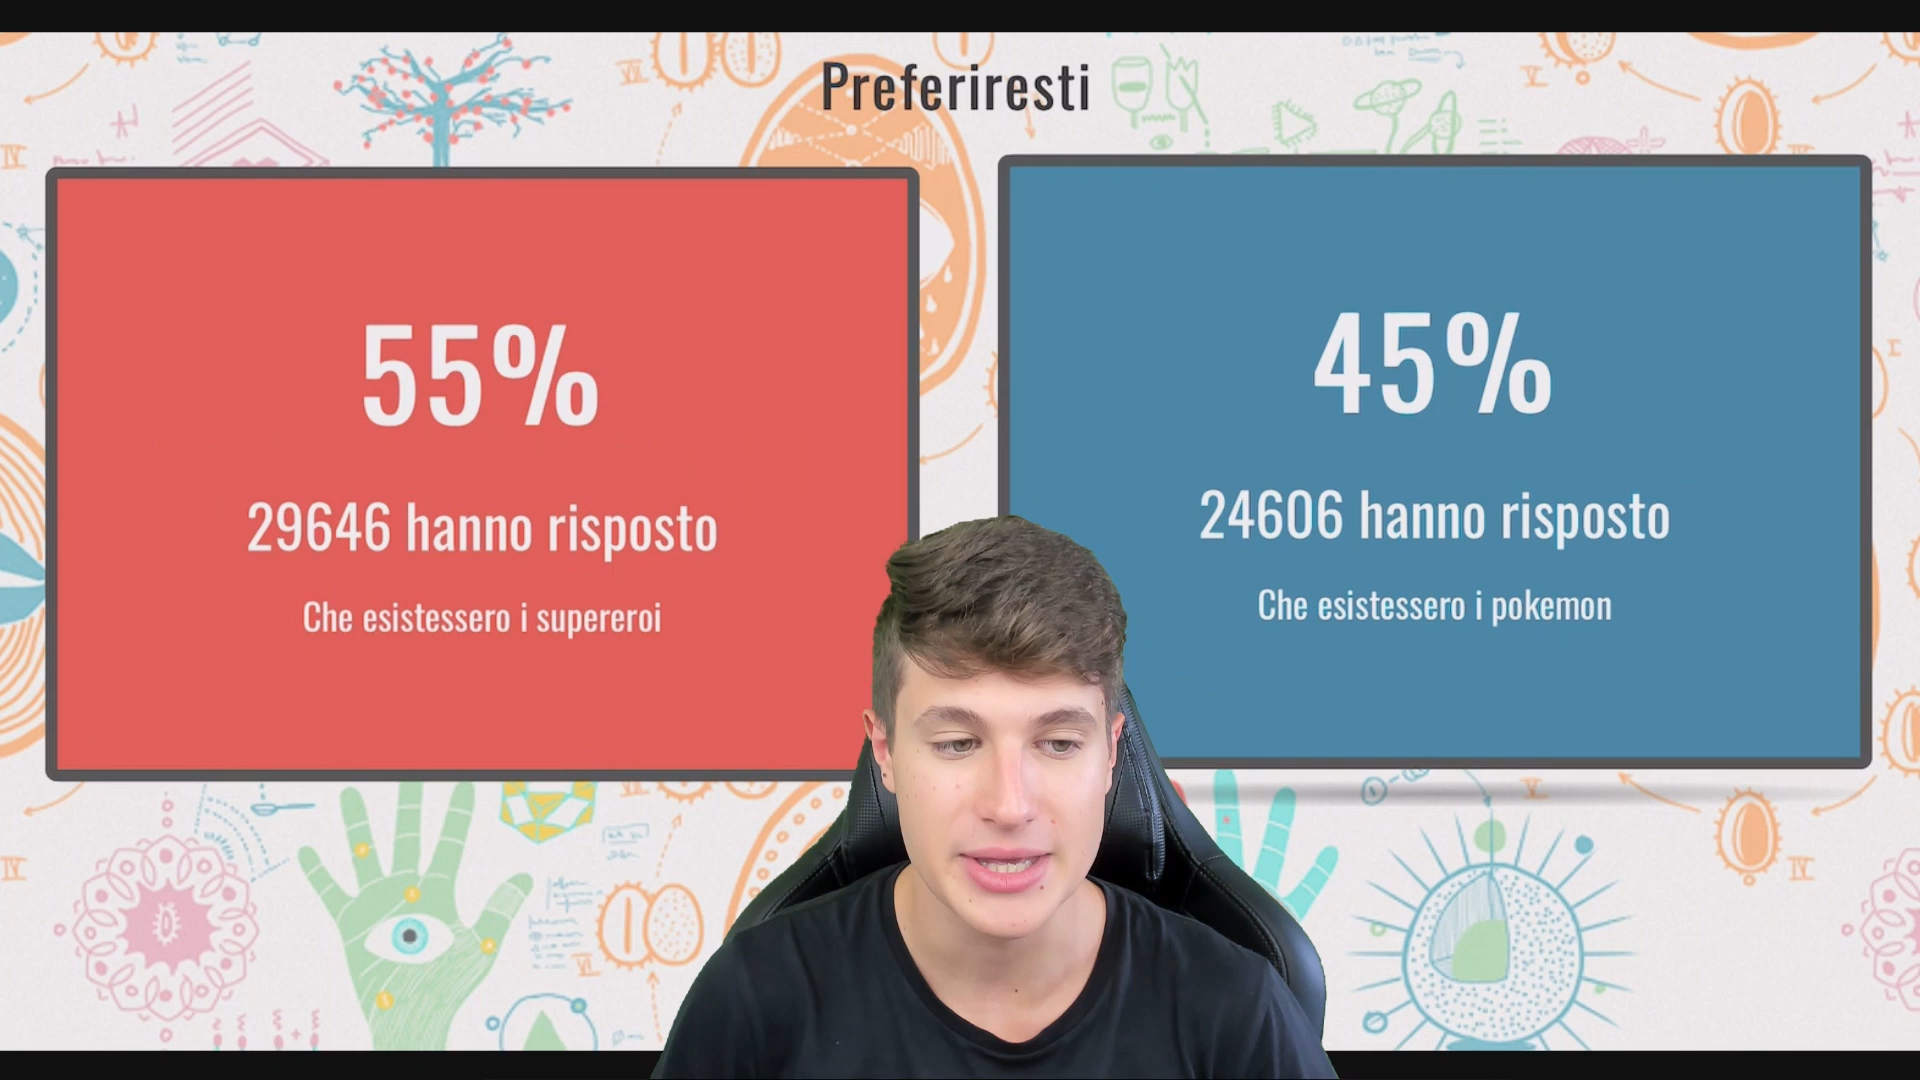 Preferiresti
55%
29646 hanno risposto
Che esistessero i supereroi
45%
24606 hanno risposto
Che esistessero i pokemon